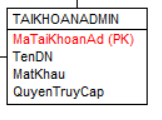 TAIKHOANADMIN
MaTaiKhoanAd (PK)
TenDN
MatKhau
QuyenTruyCap